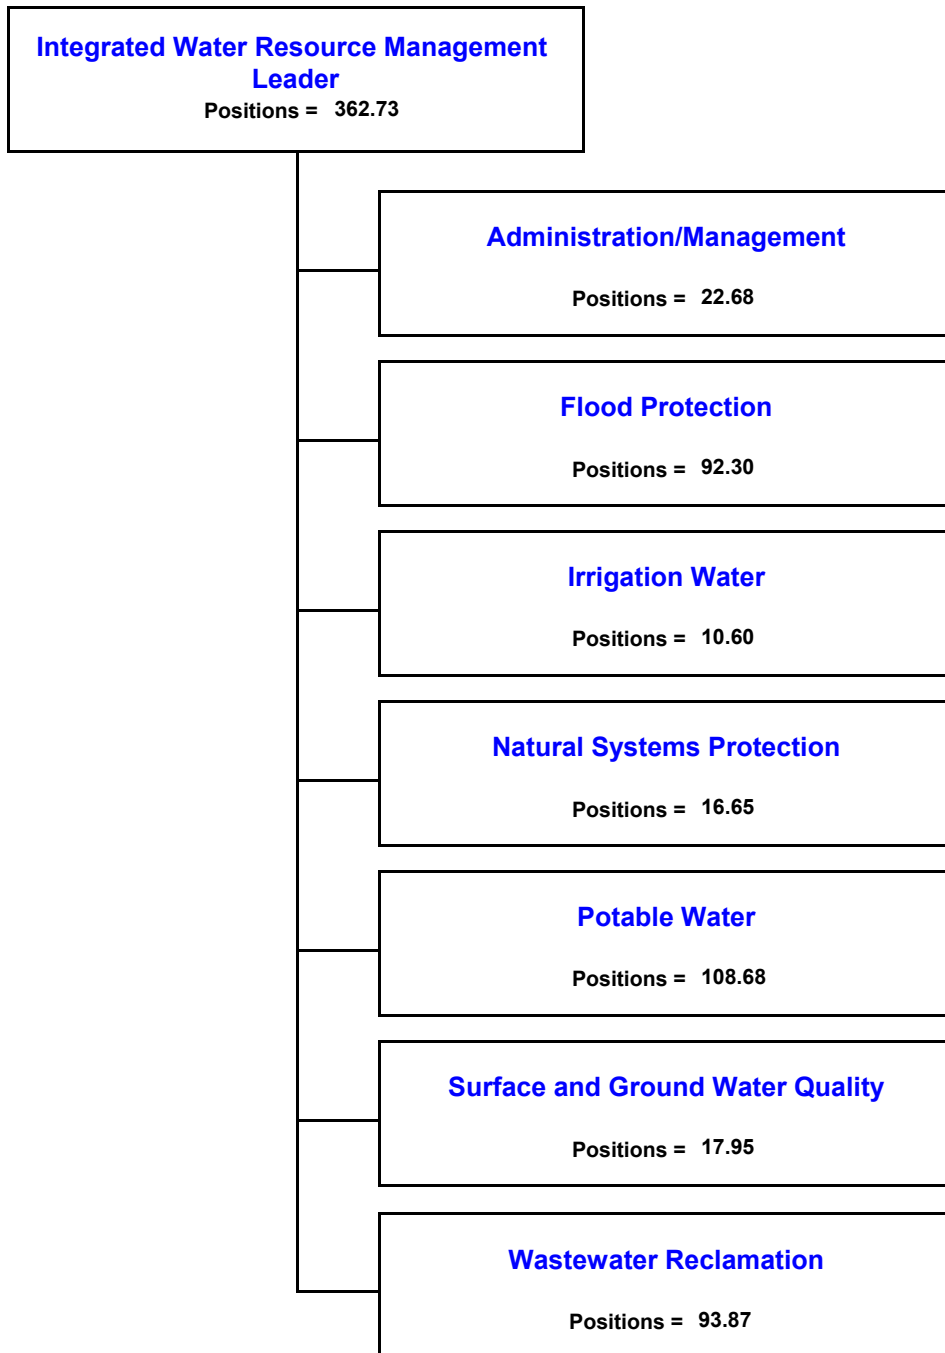 Integrated Water Resource Management
Leader
Positions = 362.73
Administration/Management
Positions = 22.68
Flood Protection
Positions = 92.30
Irrigation Water
Positions = 10.60
Natural Systems Protection
Positions = 16.65
Potable Water
Positions = 108.68
Surface and Ground Water Quality
Positions = 17.95
Wastewater Reclamation
Positions = 93.87